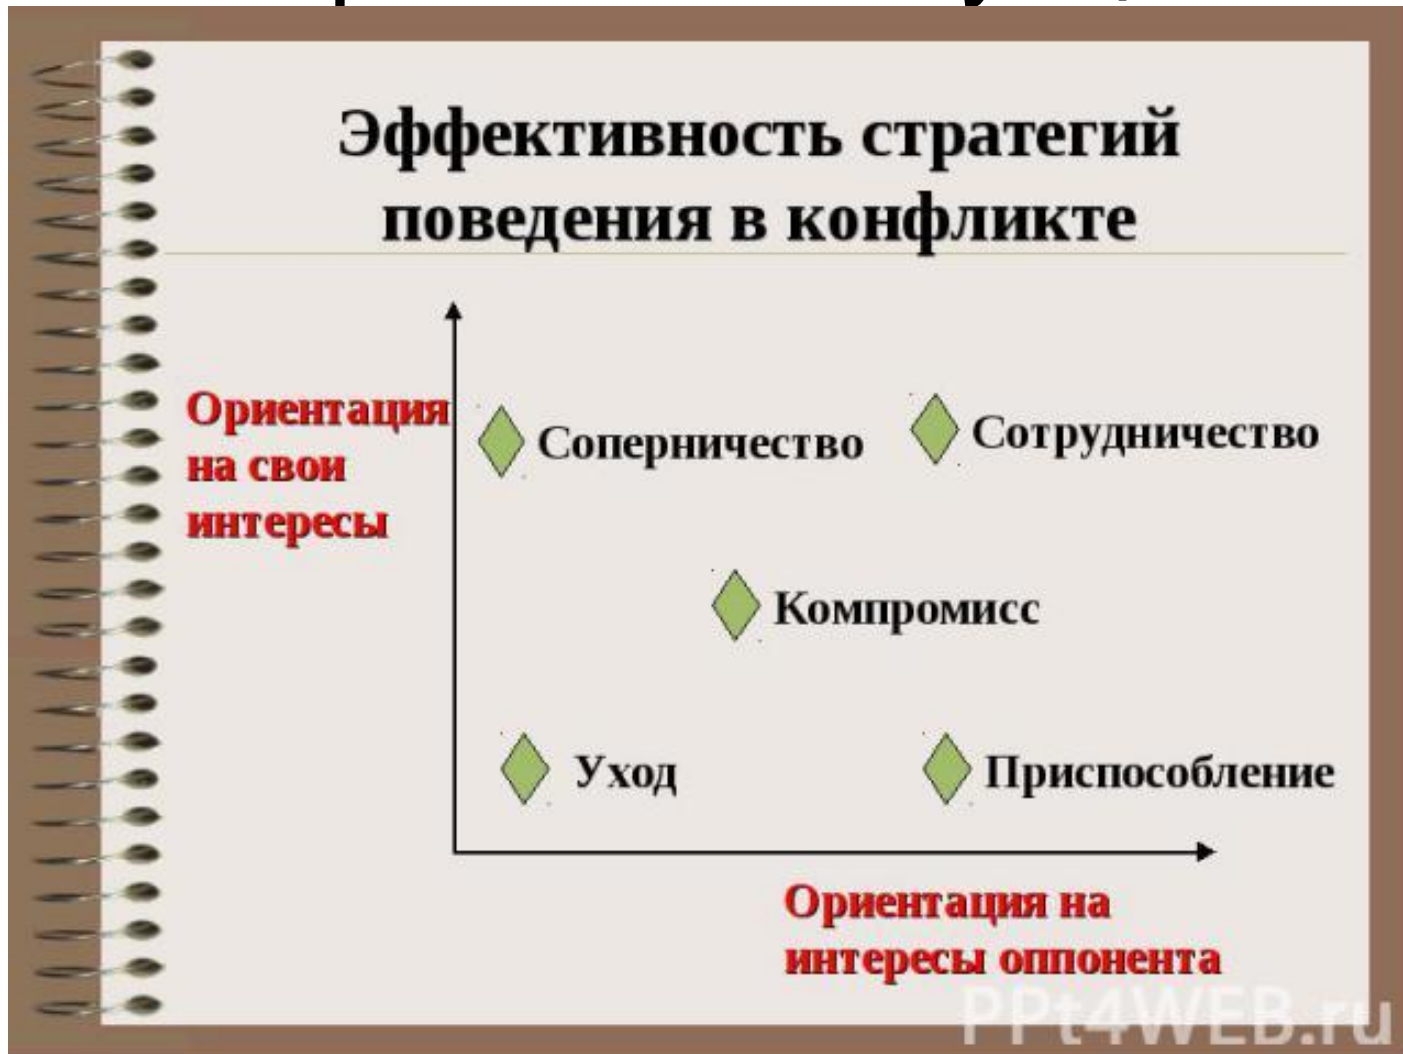 Эффективность стратегий
поведения в конфликте
Ориентация
на свои
интересы
Соперничество
Сотрудничество
Компромисс
Уход
Приспособление
Ориентация на
интересы оппонента
PPt4WEB.ru